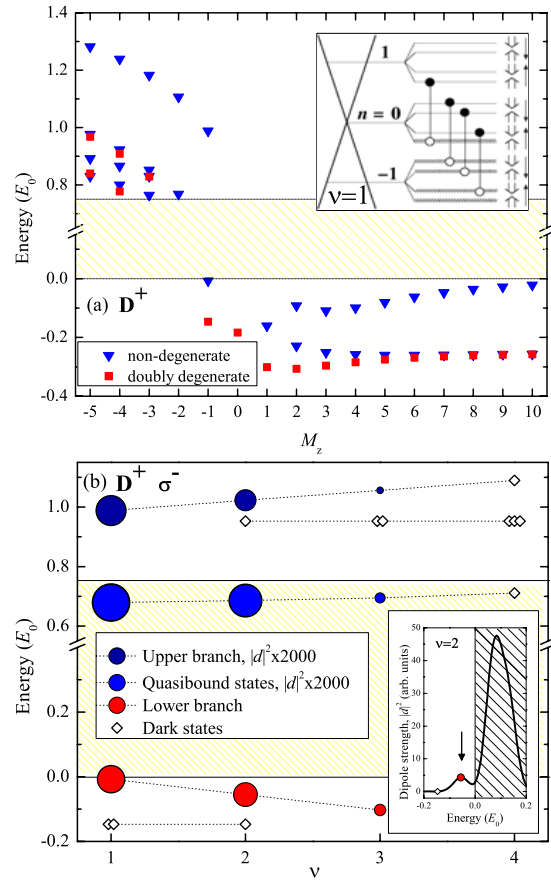 1.4
1.2
1.0
0.8
0.0
-0.2
-0.4
Energy (E₀)
1
n = 0
-1
ν=1
(a) D⁺
non-degenerate
doubly degenerate
-5 -4 -3 -2 -1 0 1 2 3 4 5 6 7 8 9 10
M_z
(b) D⁺ σ⁻
1.0
0.8
0.6
0.2
0.0
-0.2
Energy (E₀)
Upper branch, |d|²x2000
Quasibound states, |d|²x2000
Lower branch
Dark states
ν=2
50
40
30
20
10
0
Dipole strength, |d|² (arb. units)
-0.2 0.0 0.2
Energy (E₀)
1 2 3 4
ν